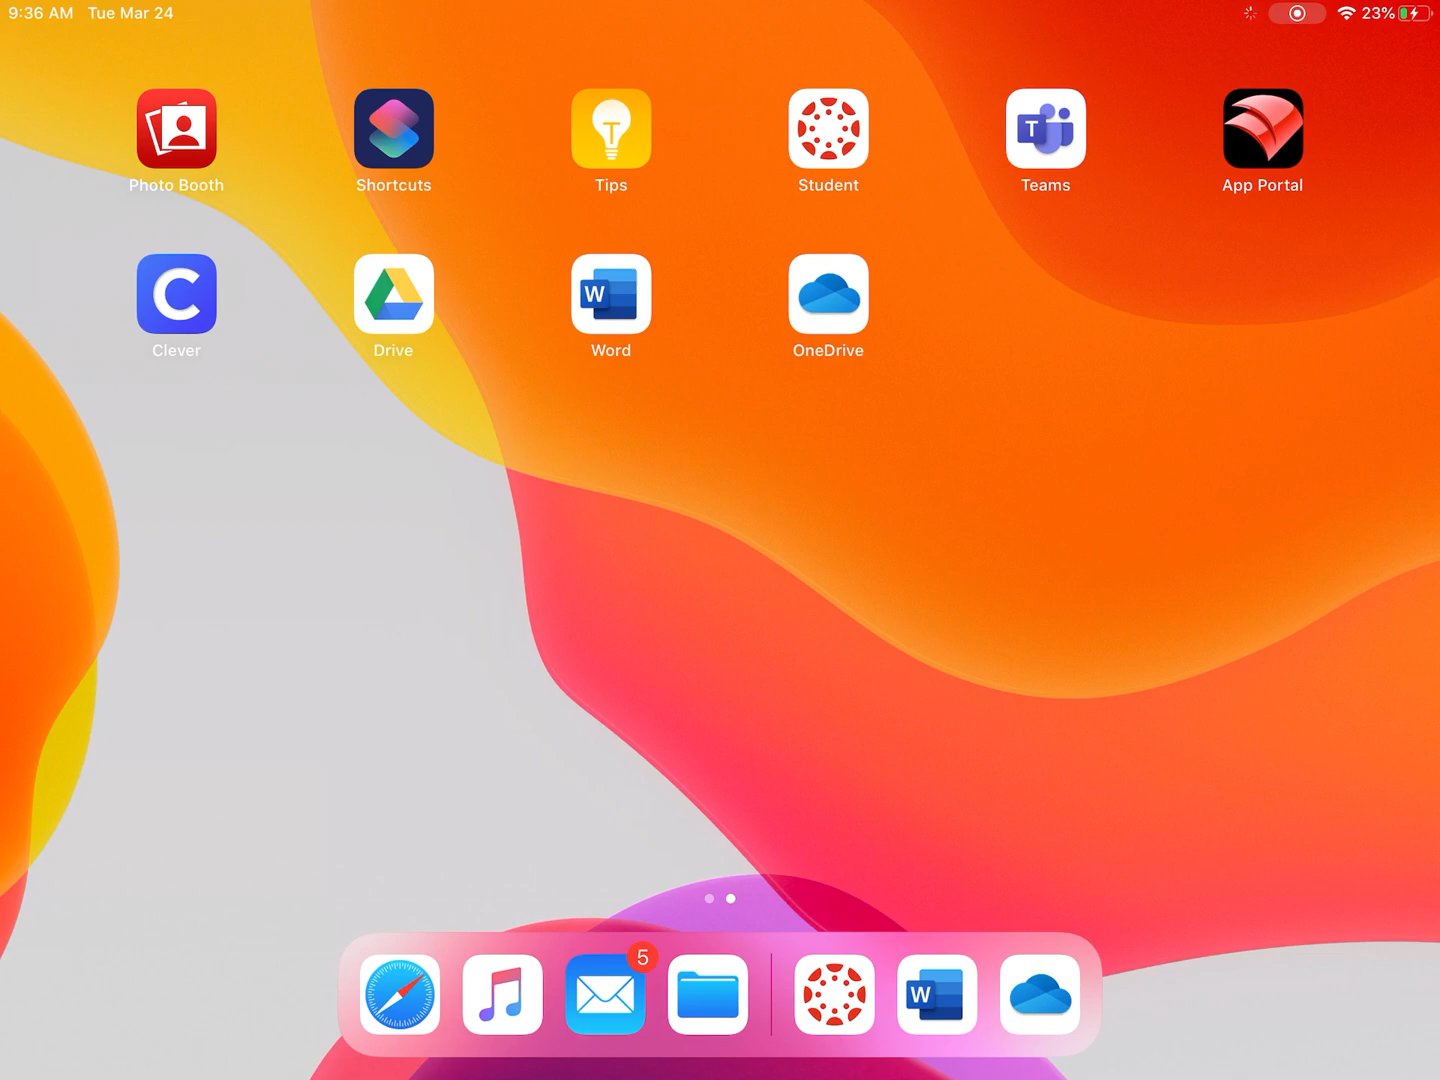 9:36 AM Tue Mar 24
23%
Photo Booth
Shortcuts
T
Tips
Student
T
Teams
App Portal
C
Clever
Drive
W
Word
OneDrive
5
W